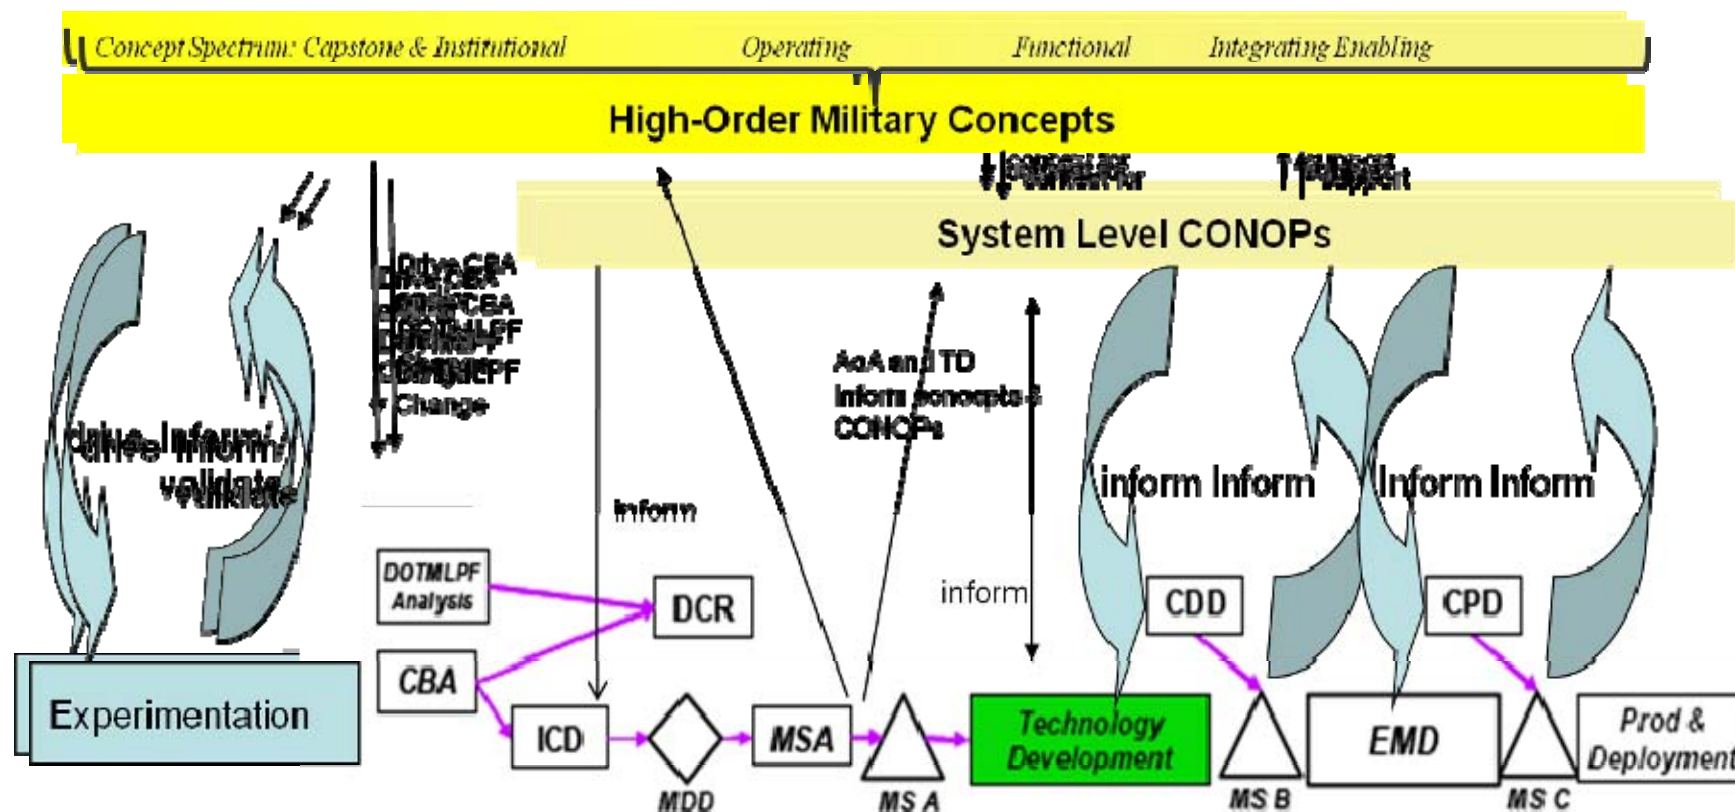 Concept Spectrum: Capstone & Institutional Operating Functional Integrating Enabling
High-Order Military Concepts
support
System Level CONOPs
Drive CBA
DOTMLPF
Change
AoA and TD
Inform concepts &
CONOPs
drive Inform/
validate
inform Inform
Inform Inform
Inform
inform
DOTMLPF
Analysis
DCR
CDD
CPD
CBA
Experimentation
ICD
MSA
Technology
Development
EMD
Prod &
Deployment
MDD
MS A
MS B
MS C